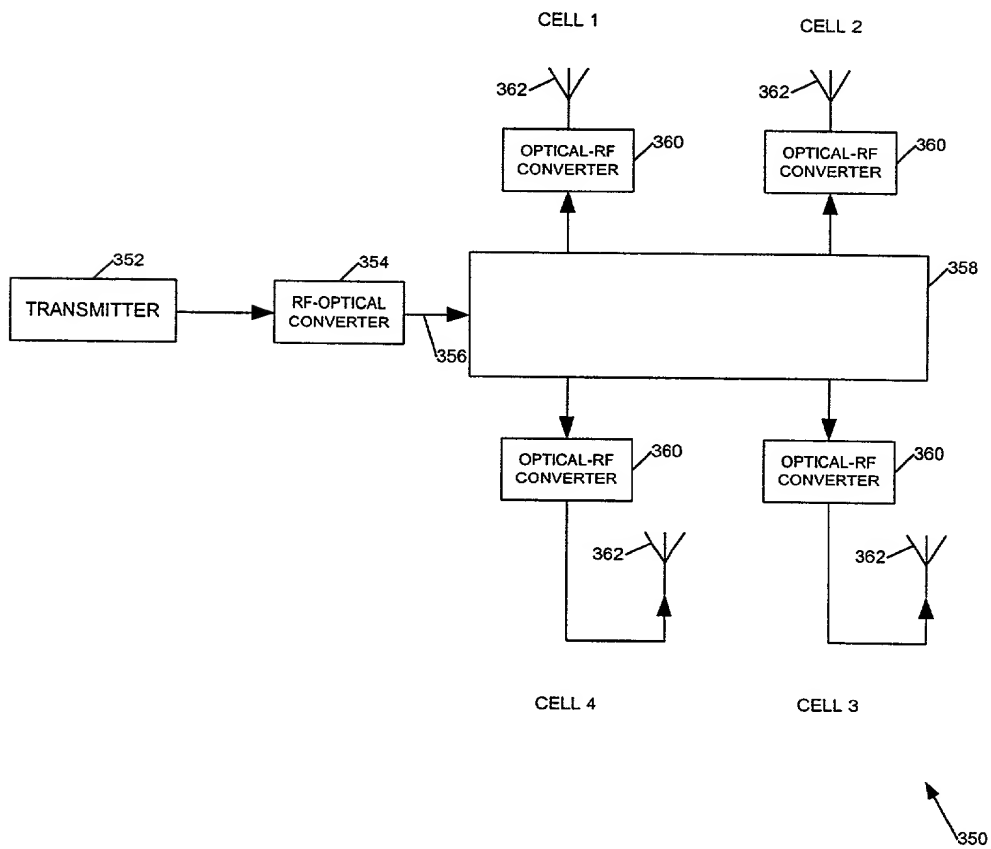 CELL 1
CELL 2
362
362
OPTICAL-RF
CONVERTER
360
OPTICAL-RF
CONVERTER
360
352
354
358
TRANSMITTER
RF-OPTICAL
CONVERTER
356
OPTICAL-RF
CONVERTER
360
OPTICAL-RF
CONVERTER
360
362
362
CELL 4
CELL 3
350